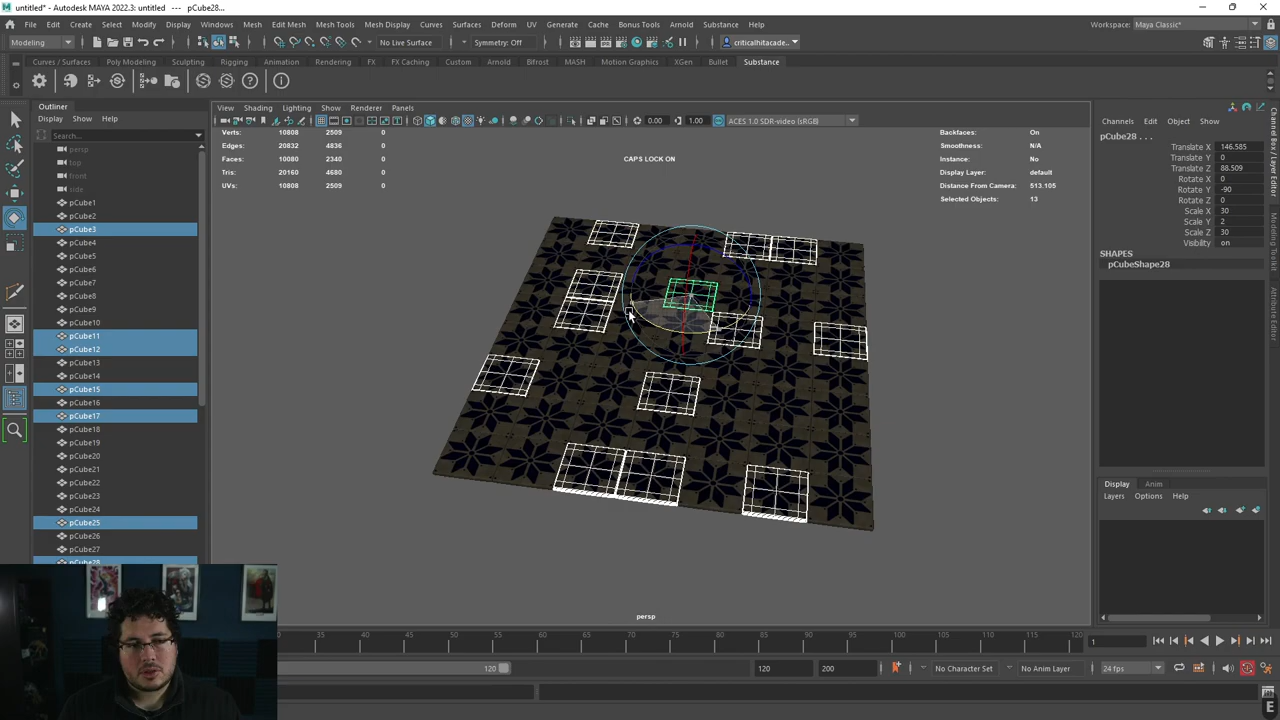 untitled* - Autodesk MAYA 2022.3: untitled --- pCube28...
File Edit Create Select Modify Display Windows Mesh Edit Mesh Mesh Tools Mesh Display Curves Surfaces Deform UV Generate Cache Bonus Tools Arnold Substance Help
Workspace: Maya Classic*
Modeling No Live Surface Symmetry: Off criticalhitacade...
Curves / Surfaces Poly Modeling Sculpting Rigging Animation Rendering FX FX Caching Custom Arnold Bifrost MASH Motion Graphics XGen Bullet Substance
Outliner
Display Show Help
Search...
persp
top
front
side
pCube1
pCube2
pCube3
pCube4
pCube5
pCube6
pCube7
pCube8
pCube9
pCube10
pCube11
pCube12
pCube13
pCube14
pCube15
pCube16
pCube17
pCube18
pCube19
pCube20
pCube21
pCube22
pCube23
pCube24
pCube25
pCube26
pCube27
pCube28
View Shading Lighting Show Renderer Panels
0.00 1.00 ACES 1.0 SDR-video (sRGB)
Verts: 10808 2509 0
Edges: 20832 4836 0
Faces: 10080 2340 0
Tris: 20160 4680 0
UVs: 10808 2509 0
CAPS LOCK ON
Backfaces: On
Smoothness: N/A
Instance: No
Display Layer: default
Distance From Camera: 513.105
Selected Objects: 13
persp
Channels Edit Object Show
pCube28 . . .
Translate X 146.585
Translate Y 0
Translate Z 88.509
Rotate X 0
Rotate Y -90
Rotate Z 0
Scale X 30
Scale Y 2
Scale Z 30
Visibility on
SHAPES
pCubeShape28
Display Anim
Layers Options Help
Channel Box / Layer Editor
Modeling Toolkit
Attribute Editor
35 40 45 50 55 60 65 70 75 80 85 90 95 100 105 110 115 120
1
120 120 200 No Character Set No Anim Layer 24 fps
E